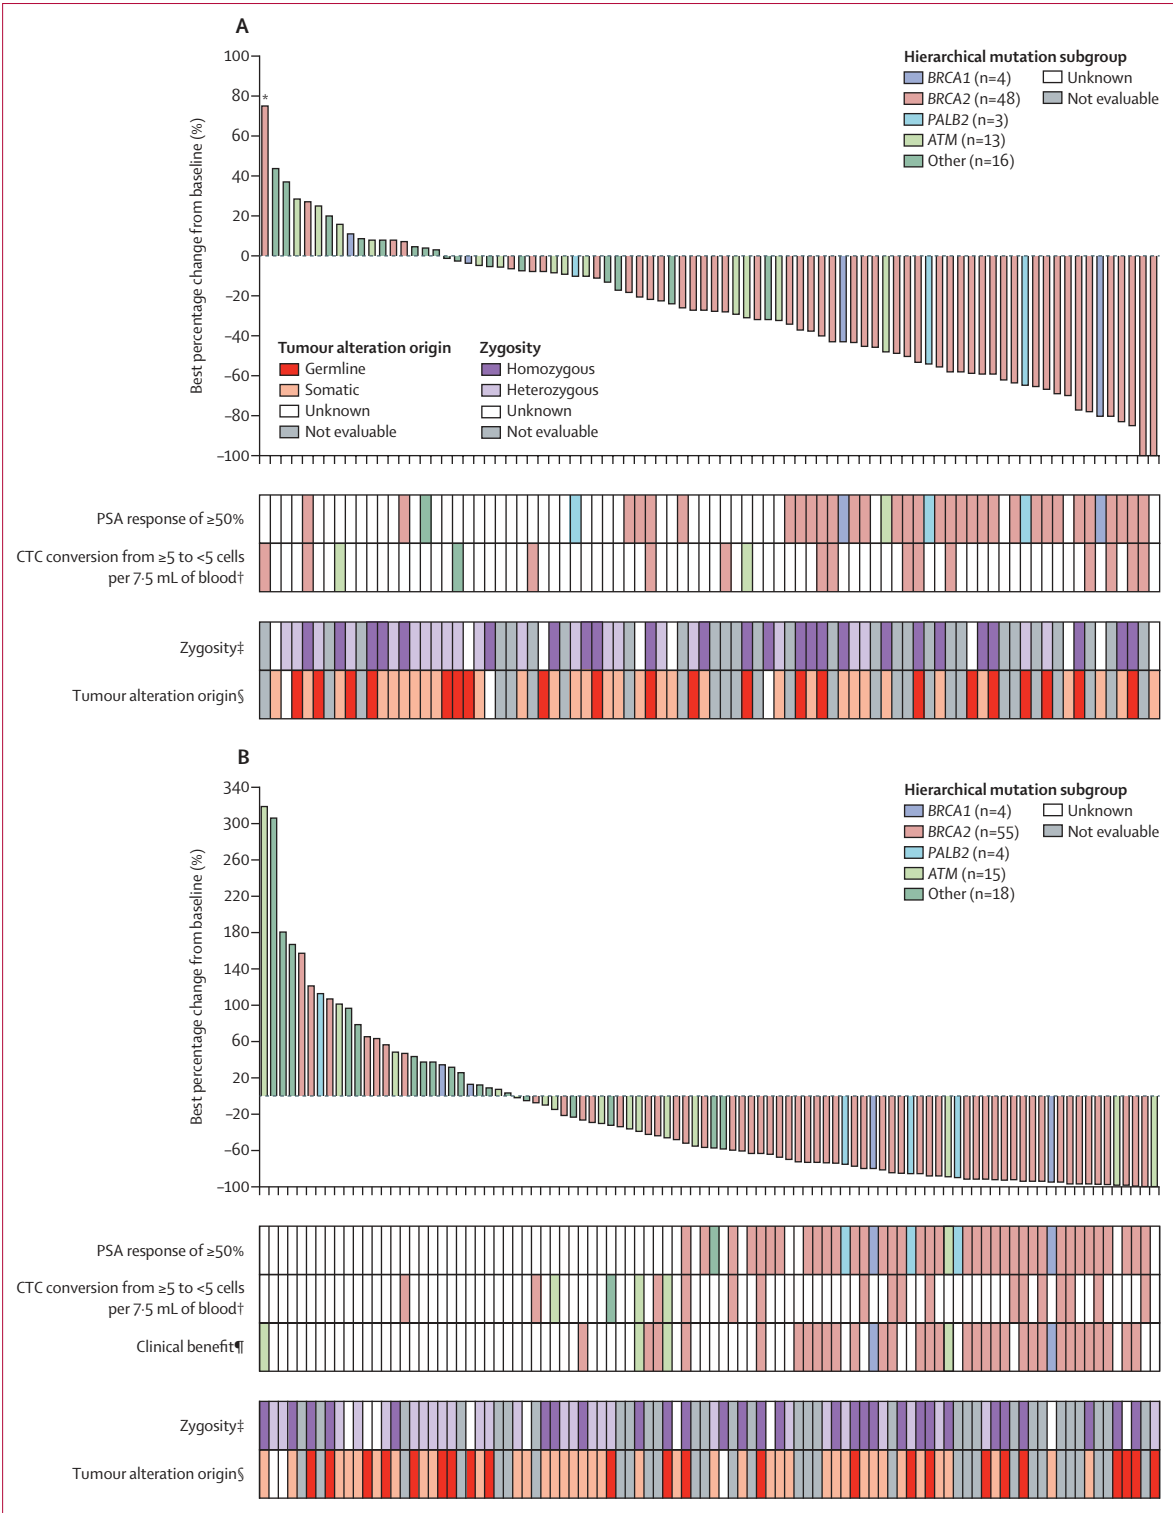 A
Best percentage change from baseline (%)
100
80
60
40
20
0
–20
–40
–60
–80
–100
*
Hierarchical mutation subgroup
BRCA1 (n=4)
BRCA2 (n=48)
PALB2 (n=3)
ATM (n=13)
Other (n=16)
Unknown
Not evaluable
Tumour alteration origin
Germline
Somatic
Unknown
Not evaluable
Zygosity
Homozygous
Heterozygous
Unknown
Not evaluable
PSA response of ≥50%
CTC conversion from ≥5 to <5 cells
per 7·5 mL of blood†
Zygosity‡
Tumour alteration origin§
B
Best percentage change from baseline (%)
340
300
260
220
180
140
100
60
20
–20
–60
–100
Hierarchical mutation subgroup
BRCA1 (n=4)
BRCA2 (n=55)
PALB2 (n=4)
ATM (n=15)
Other (n=18)
Unknown
Not evaluable
PSA response of ≥50%
CTC conversion from ≥5 to <5 cells
per 7·5 mL of blood†
Clinical benefit¶
Zygosity‡
Tumour alteration origin§